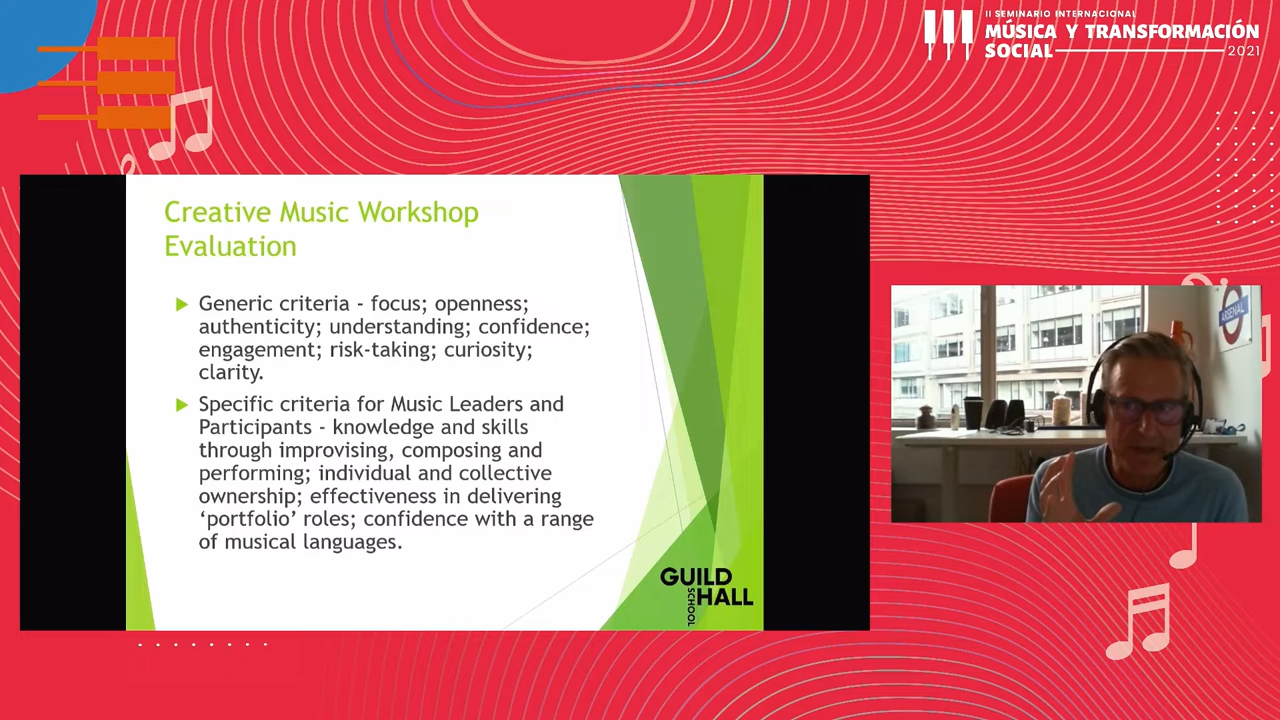 II SEMINARIO INTERNACIONAL
MÚSICA Y TRANSFORMACIÓN
SOCIAL
2021
Creative Music Workshop
Evaluation
Generic criteria - focus; openness;
authenticity; understanding; confidence;
engagement; risk-taking; curiosity;
clarity.
Specific criteria for Music Leaders and
Participants - knowledge and skills
through improvising, composing and
performing; individual and collective
ownership; effectiveness in delivering
‘portfolio’ roles; confidence with a range
of musical languages.
GUILD
SCHOOL
HALL
ARSENAL